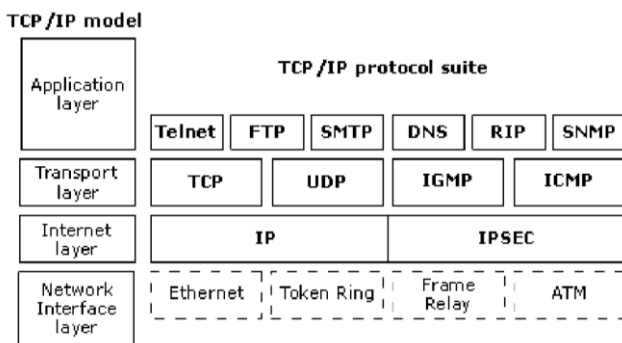 TCP/IP model
Application
layer
TCP/IP protocol suite
Telnet FTP SMTP DNS RIP SNMP
Transport
layer
TCP UDP IGMP ICMP
Internet
layer
IP IPSEC
Network
Interface
layer
Ethernet Token Ring Frame
Relay ATM